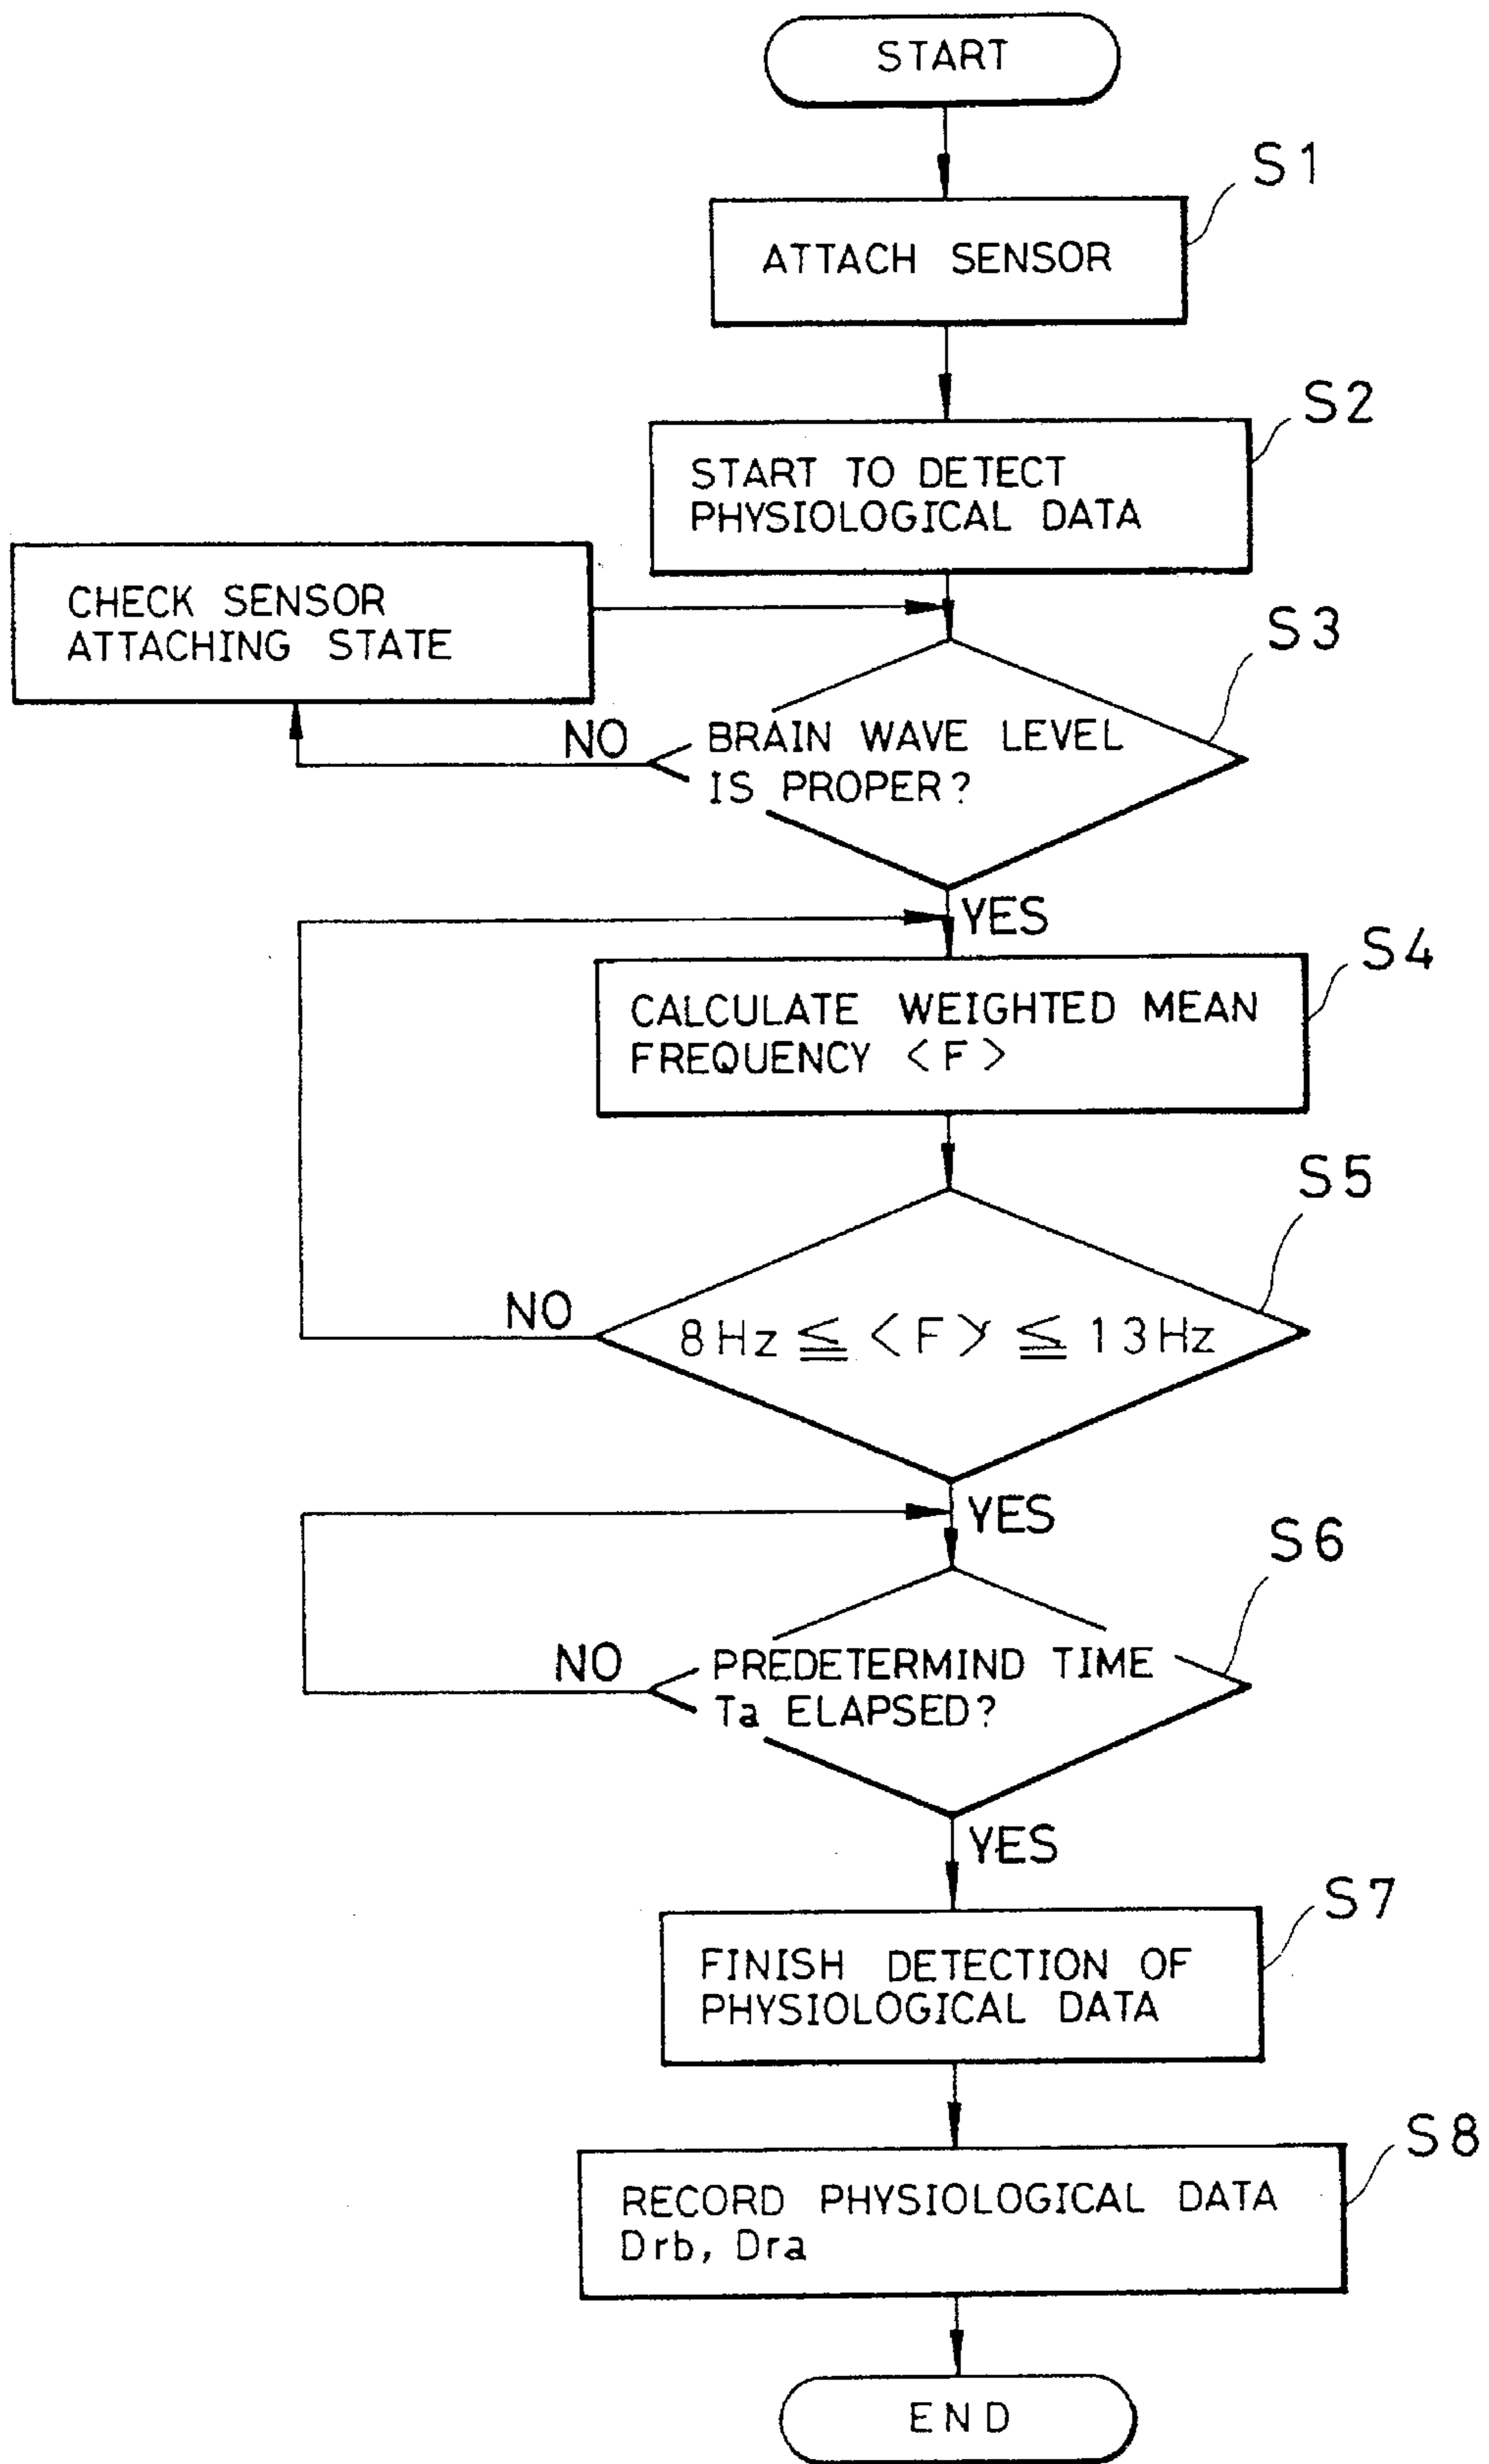 START
S1
ATTACH SENSOR
S2
START TO DETECT
PHYSIOLOGICAL DATA
CHECK SENSOR
ATTACHING STATE
S3
NO
BRAIN WAVE LEVEL
IS PROPER?
YES
S4
CALCULATE WEIGHTED MEAN
FREQUENCY <F>
S5
NO
8Hz ≦ <F> ≦ 13Hz
YES
S6
NO
PREDETERMIND TIME
Ta ELAPSED?
YES
S7
FINISH DETECTION OF
PHYSIOLOGICAL DATA
S8
RECORD PHYSIOLOGICAL DATA
Drb, Dra
END